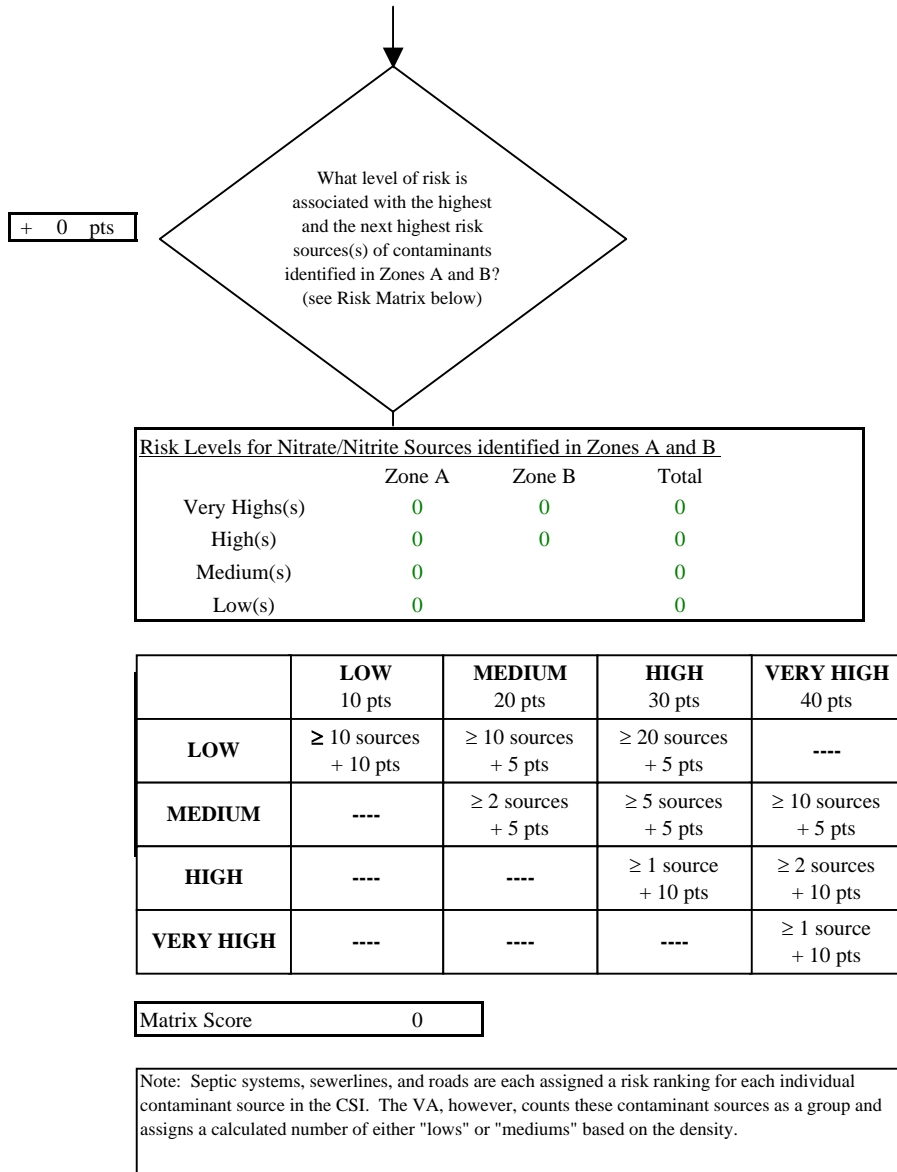 What level of risk is
associated with the highest
and the next highest risk
sources(s) of contaminants
identified in Zones A and B?
(see Risk Matrix below)
+ 0 pts
Risk Levels for Nitrate/Nitrite Sources identified in Zones A and B
Zone A Zone B Total
Very Highs(s) 0 0 0
High(s) 0 0 0
Medium(s) 0 0
Low(s) 0 0
LOW MEDIUM HIGH VERY HIGH
10 pts 20 pts 30 pts 40 pts
LOW ≥ 10 sources + 10 pts ≥ 10 sources + 5 pts ≥ 20 sources + 5 pts ----
MEDIUM ---- ≥ 2 sources + 5 pts ≥ 5 sources + 5 pts ≥ 10 sources + 5 pts
HIGH ---- ---- ≥ 1 source + 10 pts ≥ 2 sources + 10 pts
VERY HIGH ---- ---- ---- ≥ 1 source + 10 pts
Matrix Score 0
Note: Septic systems, sewerlines, and roads are each assigned a risk ranking for each individual
contaminant source in the CSI. The VA, however, counts these contaminant sources as a group and
assigns a calculated number of either "lows" or "mediums" based on the density.